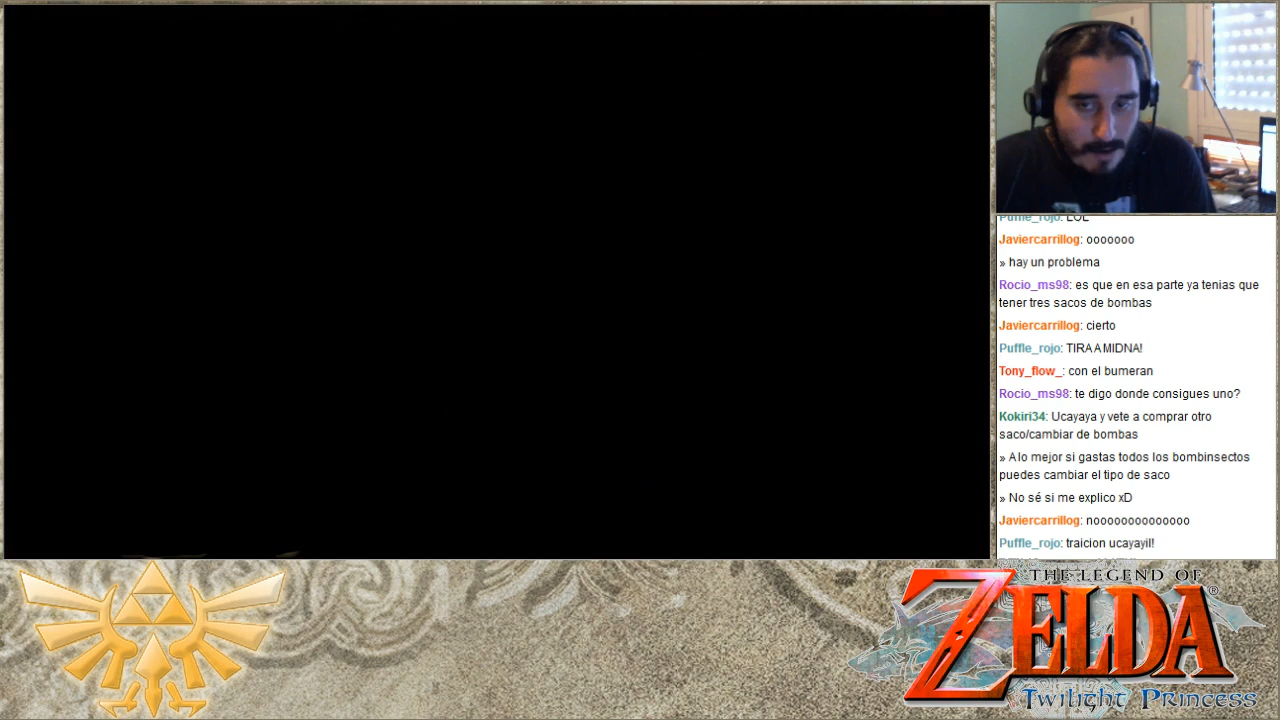 Puffle_rojo: LOL
Javiercarrillog: ooooooo
» hay un problema
Rocio_ms98: es que en esa parte ya tenias que
tener tres sacos de bombas
Javiercarrillog: cierto
Puffle_rojo: TIRA A MIDNA!
Tony_flow_: con el bumeran
Rocio_ms98: te digo donde consigues uno?
Kokiri34: Ucayaya y vete a comprar otro
saco/cambiar de bombas
» A lo mejor si gastas todos los bombinsectos
puedes cambiar el tipo de saco
» No sé si me explico xD
Javiercarrillog: noooooooooooooo
Puffle_rojo: traicion ucayayil!
THE LEGEND OF
ZELDA®
Twilight Princess